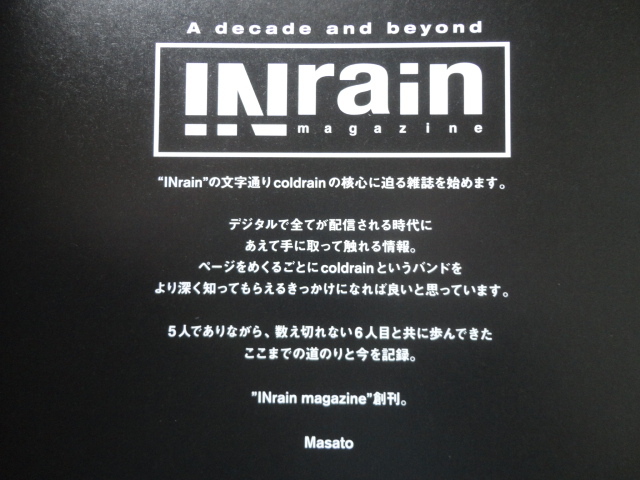 A decade and beyond
INrain
magazine
“INrain”の文字通りcoldrainの核心に迫る雑誌を始めます。
デジタルで全てが配信される時代に
あえて手に取って触れる情報。
ページをめくるごとにcoldrainというバンドを
より深く知ってもらえるきっかけになれば良いと思っています。
5人でありながら、数え切れない6人目と共に歩んできた
ここまでの道のりと今を記録。
”INrain magazine”創刊。
Masato